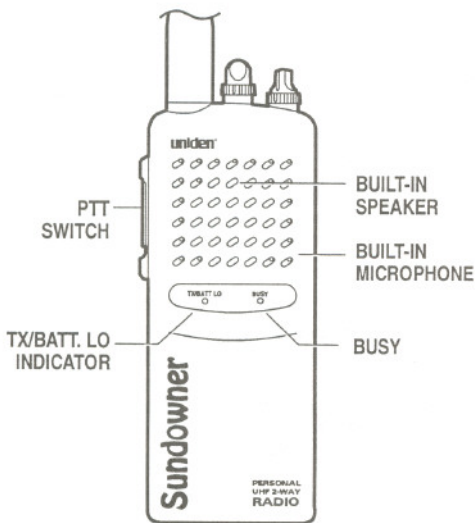 uniden
BUILT-IN
SPEAKER
PTT
SWITCH
BUILT-IN
MICROPHONE
TX/BATT LO
BUSY
TX/BATT. LO
INDICATOR
BUSY
Sundowner
PERSONAL
UHF 2-WAY
RADIO